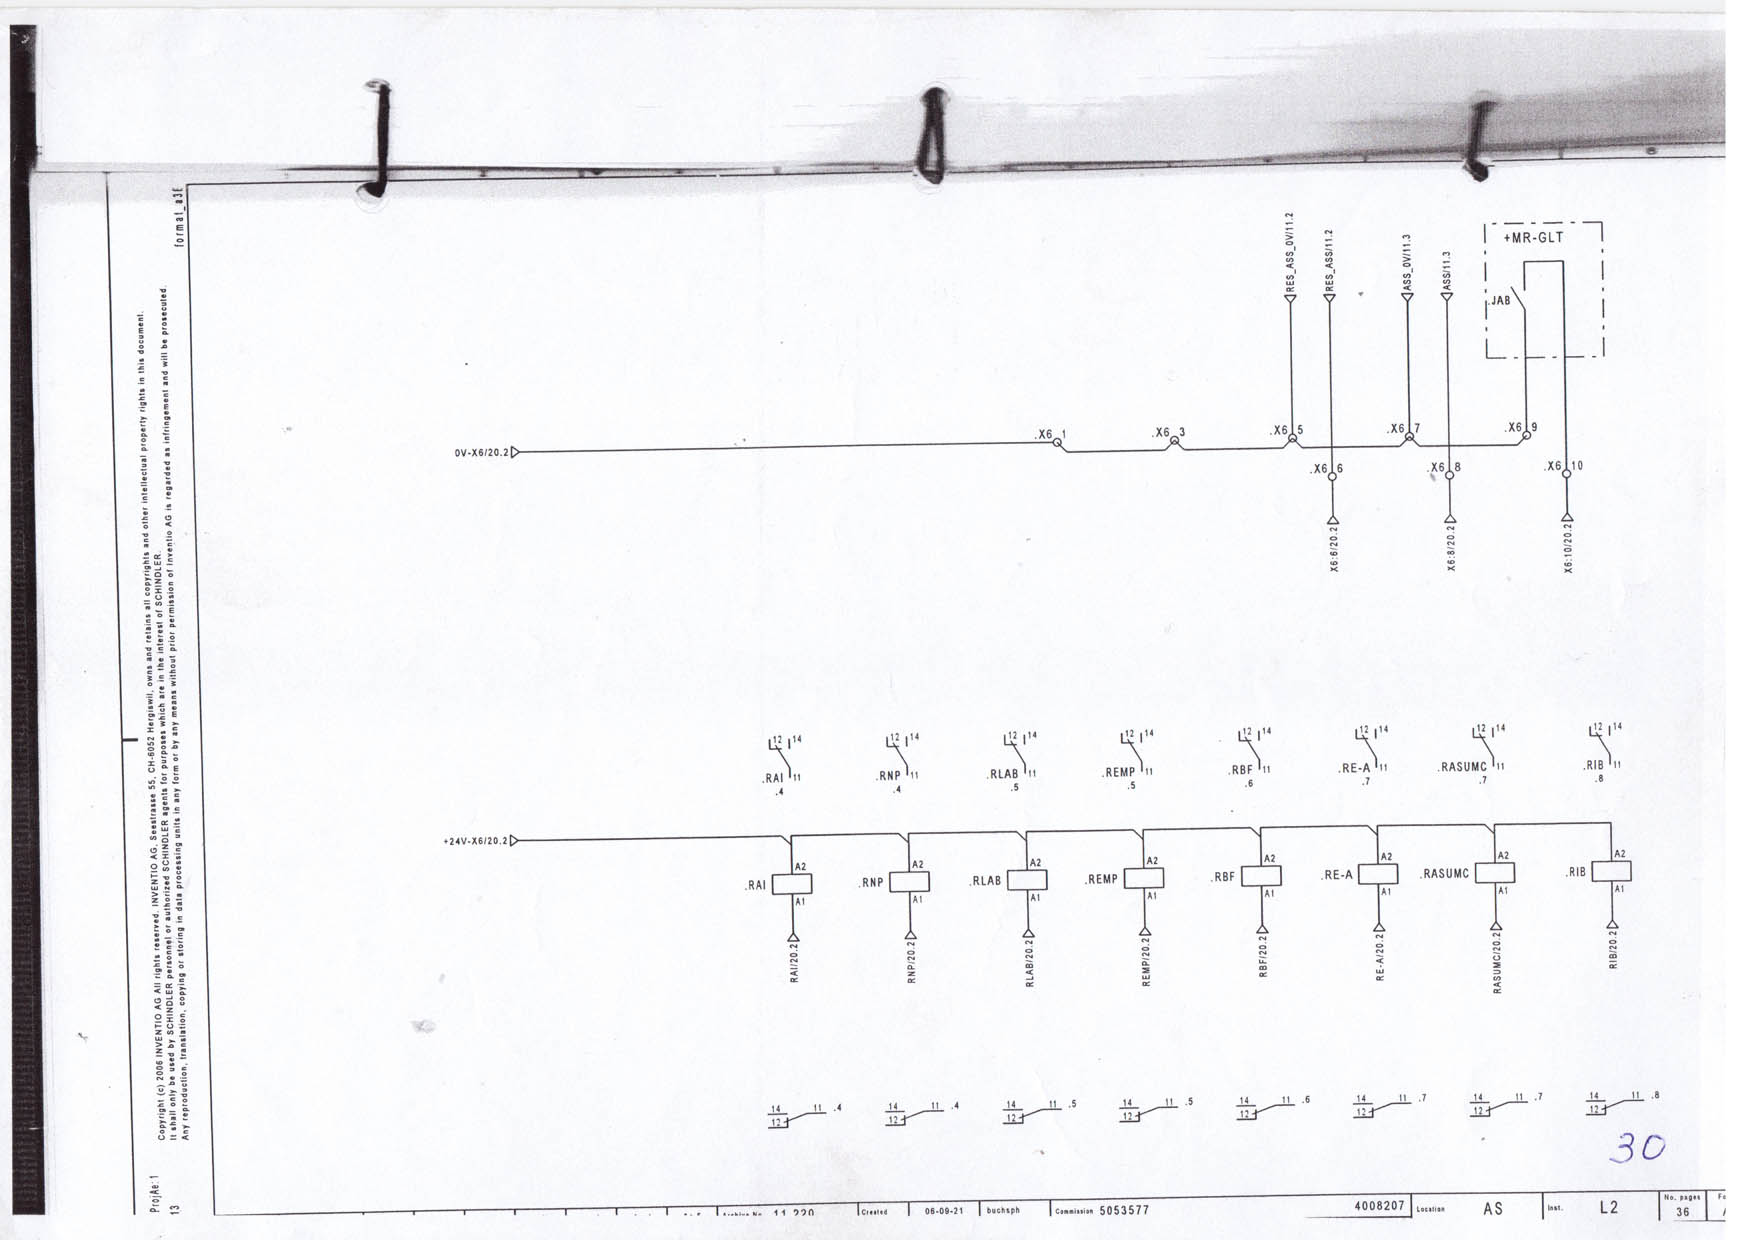 format_a3E
Copyright (c) 2006 INVENTIO AG All rights reserved. INVENTIO AG, Seestrasse 55, CH-6052 Hergiswil, owns and retains all copyrights and other intellectual property rights in this document.
It shall only be used by SCHINDLER personnel or authorized SCHINDLER agents for purposes which are in the interest of SCHINDLER.
Any reproduction, translation, copying or storing in data processing units in any form or by any means without prior permission of Inventio AG is regarded as infringement and will be prosecuted.
ProjAe:1
13
RES_ASS_0V/11.2
RES_ASS/11.2
ASS_0V/11.3
ASS/11.3
+MR-GLT
.JAB
0V-X6/20.2
.X6 1
.X6 3
.X6 5
.X6 7
.X6 9
.X6 6
.X6 8
.X6 10
X6:6/20.2
X6:8/20.2
X6:10/20.2
12 14
.RAI 11
.4
12 14
.RNP 11
.4
12 14
.RLAB 11
.5
12 14
.REMP 11
.5
12 14
.RBF 11
.6
12 14
.RE-A 11
.7
12 14
.RASUMC 11
.7
12 14
.RIB 11
.8
+24V-X6/20.2
A2
.RAI
A1
RAI/20.2
A2
.RNP
A1
RNP/20.2
A2
.RLAB
A1
RLAB/20.2
A2
.REMP
A1
REMP/20.2
A2
.RBF
A1
RBF/20.2
A2
.RE-A
A1
RE-A/20.2
A2
.RASUMC
A1
RASUMC/20.2
A2
.RIB
A1
RIB/20.2
14 11 .4
12
14 11 .4
12
14 11 .5
12
14 11 .5
12
14 11 .6
12
14 11 .7
12
14 11 .7
12
14 11 .8
12
30
11.220
Created 06-09-21 buchsph Commission 5053577 4008207 Location AS Inst. L2 No. pages 36